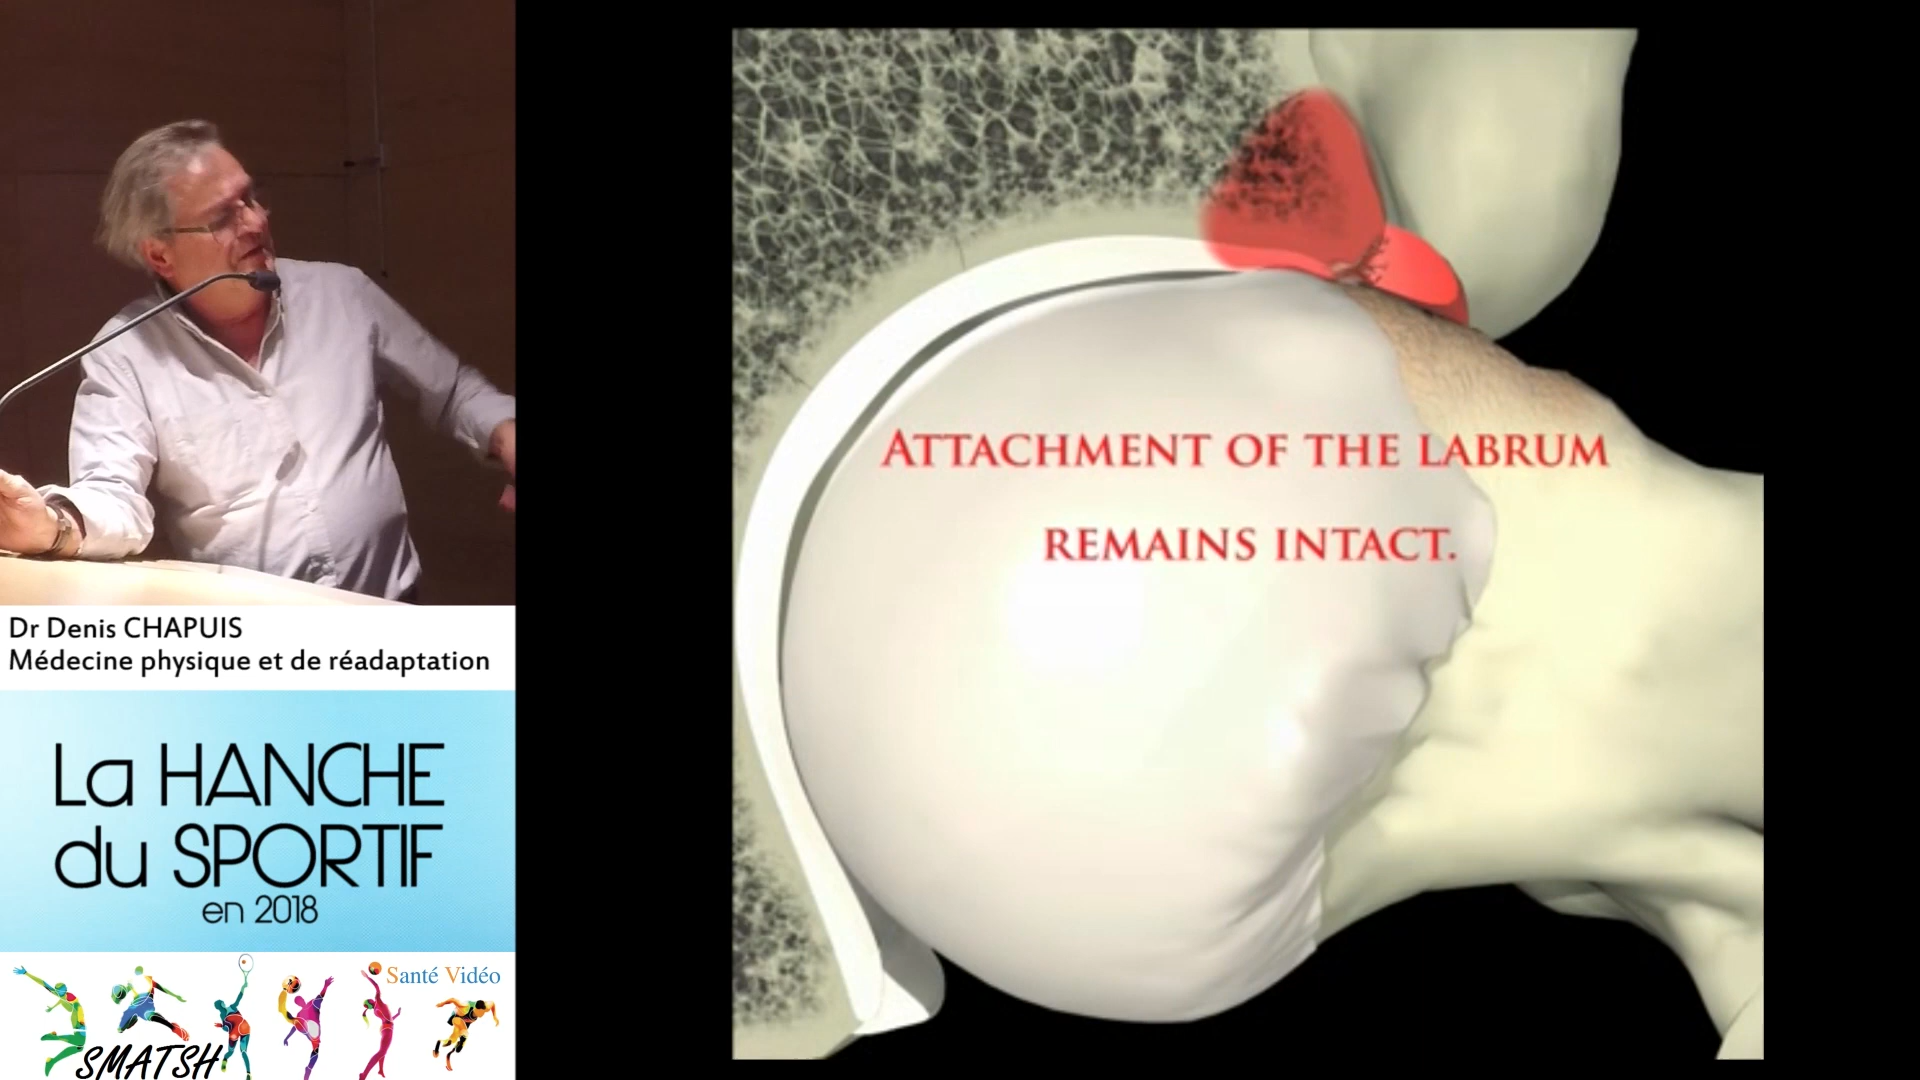 Dr Denis CHAPUIS
Médecine physique et de réadaptation
La HANCHE
du SPORTIF
en 2018
Santé Vidéo
SMATSH
ATTACHMENT OF THE LABRUM
REMAINS INTACT.